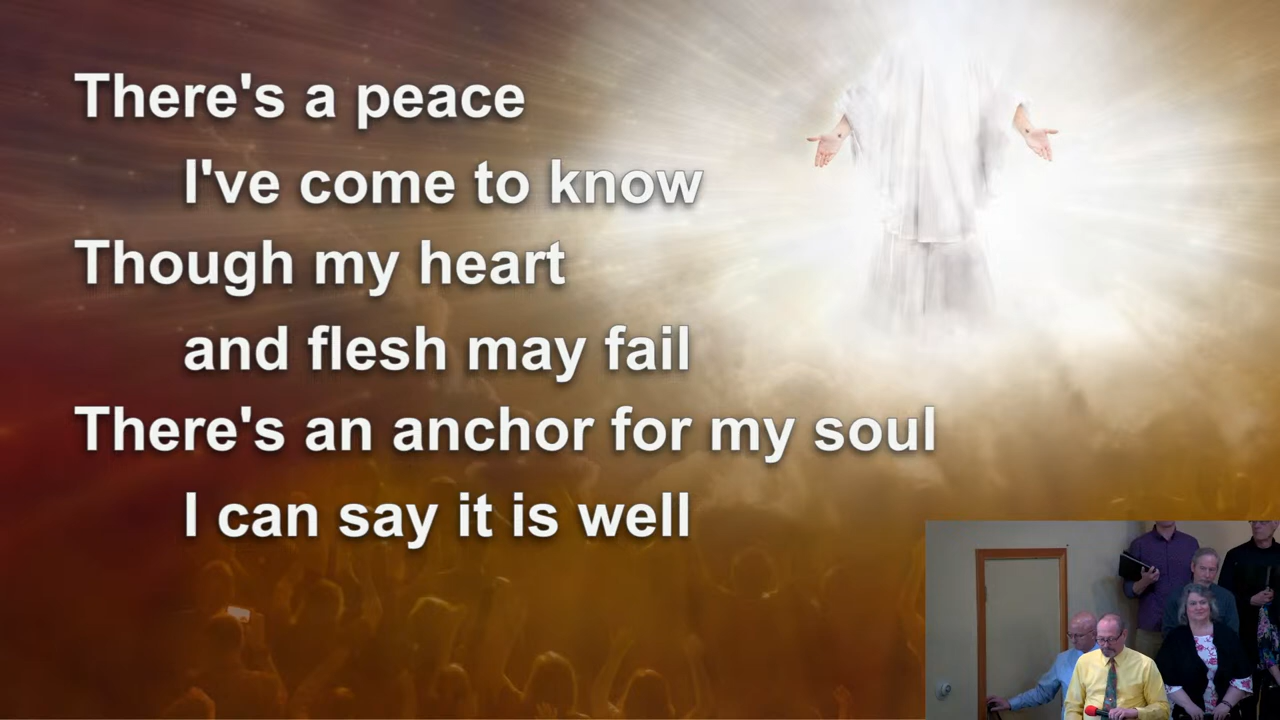 There's a peace
I've come to know
Though my heart
and flesh may fail
There's an anchor for my soul
I can say it is well